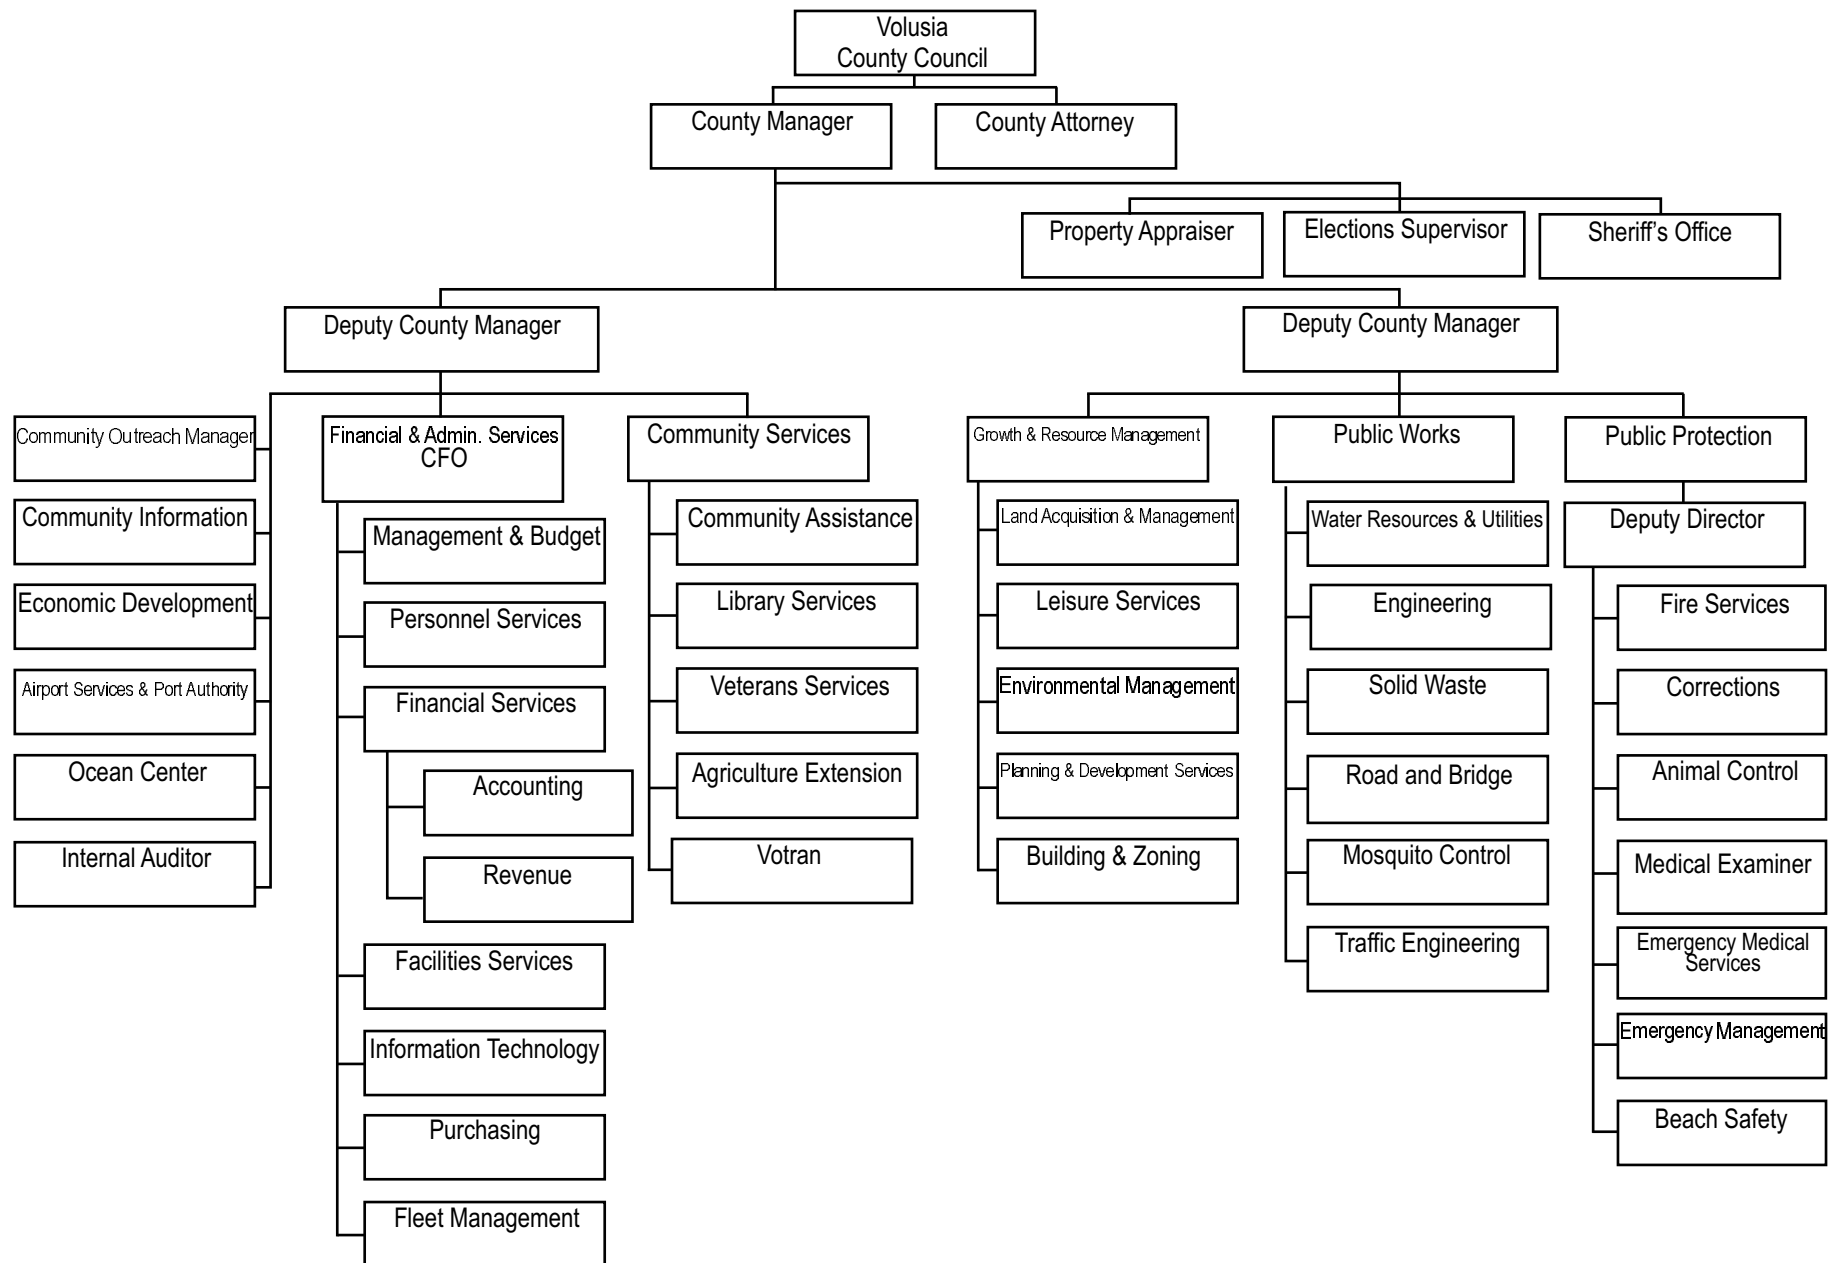 Volusia
County Council
County Manager
County Attorney
Property Appraiser
Elections Supervisor
Sheriff's Office
Deputy County Manager
Deputy County Manager
Community Outreach Manager
Community Information
Economic Development
Airport Services & Port Authority
Ocean Center
Internal Auditor
Financial & Admin. Services
CFO
Management & Budget
Personnel Services
Financial Services
Accounting
Revenue
Facilities Services
Information Technology
Purchasing
Fleet Management
Community Services
Community Assistance
Library Services
Veterans Services
Agriculture Extension
Votran
Growth & Resource Management
Land Acquisition & Management
Leisure Services
Environmental Management
Planning & Development Services
Building & Zoning
Public Works
Water Resources & Utilities
Engineering
Solid Waste
Road and Bridge
Mosquito Control
Traffic Engineering
Public Protection
Deputy Director
Fire Services
Corrections
Animal Control
Medical Examiner
Emergency Medical
Services
Emergency Management
Beach Safety